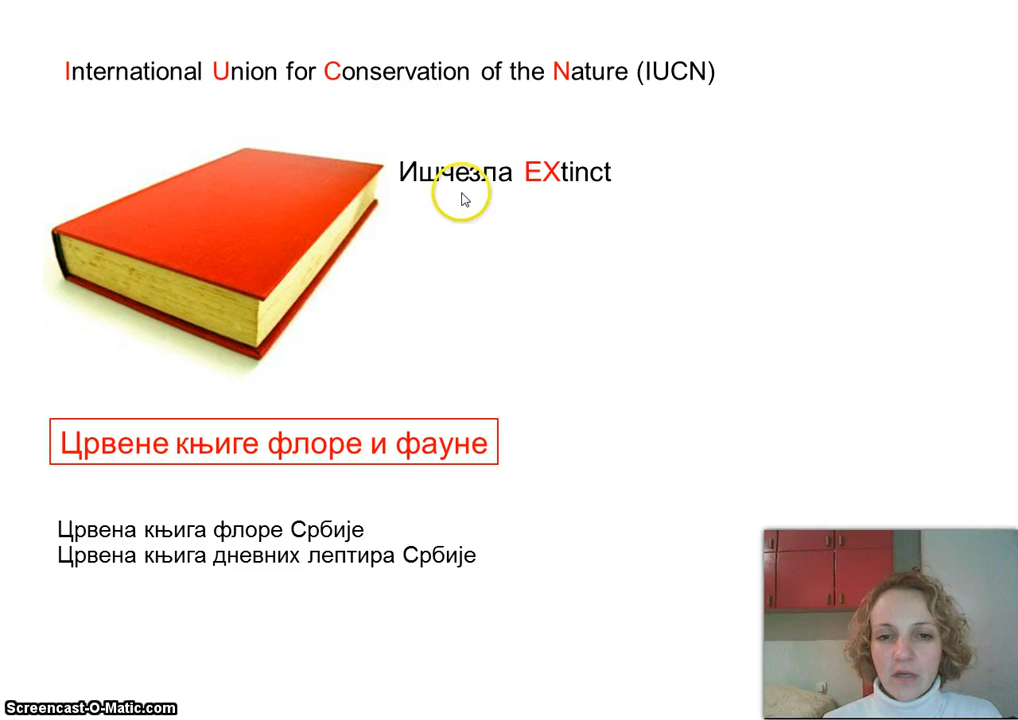 International Union for Conservation of the Nature (IUCN)
Ишчезла EXtinct
Црвене књиге флоре и фауне
Црвена књига флоре Србије
Црвена књига дневних лептира Србије
Screencast-O-Matic.com